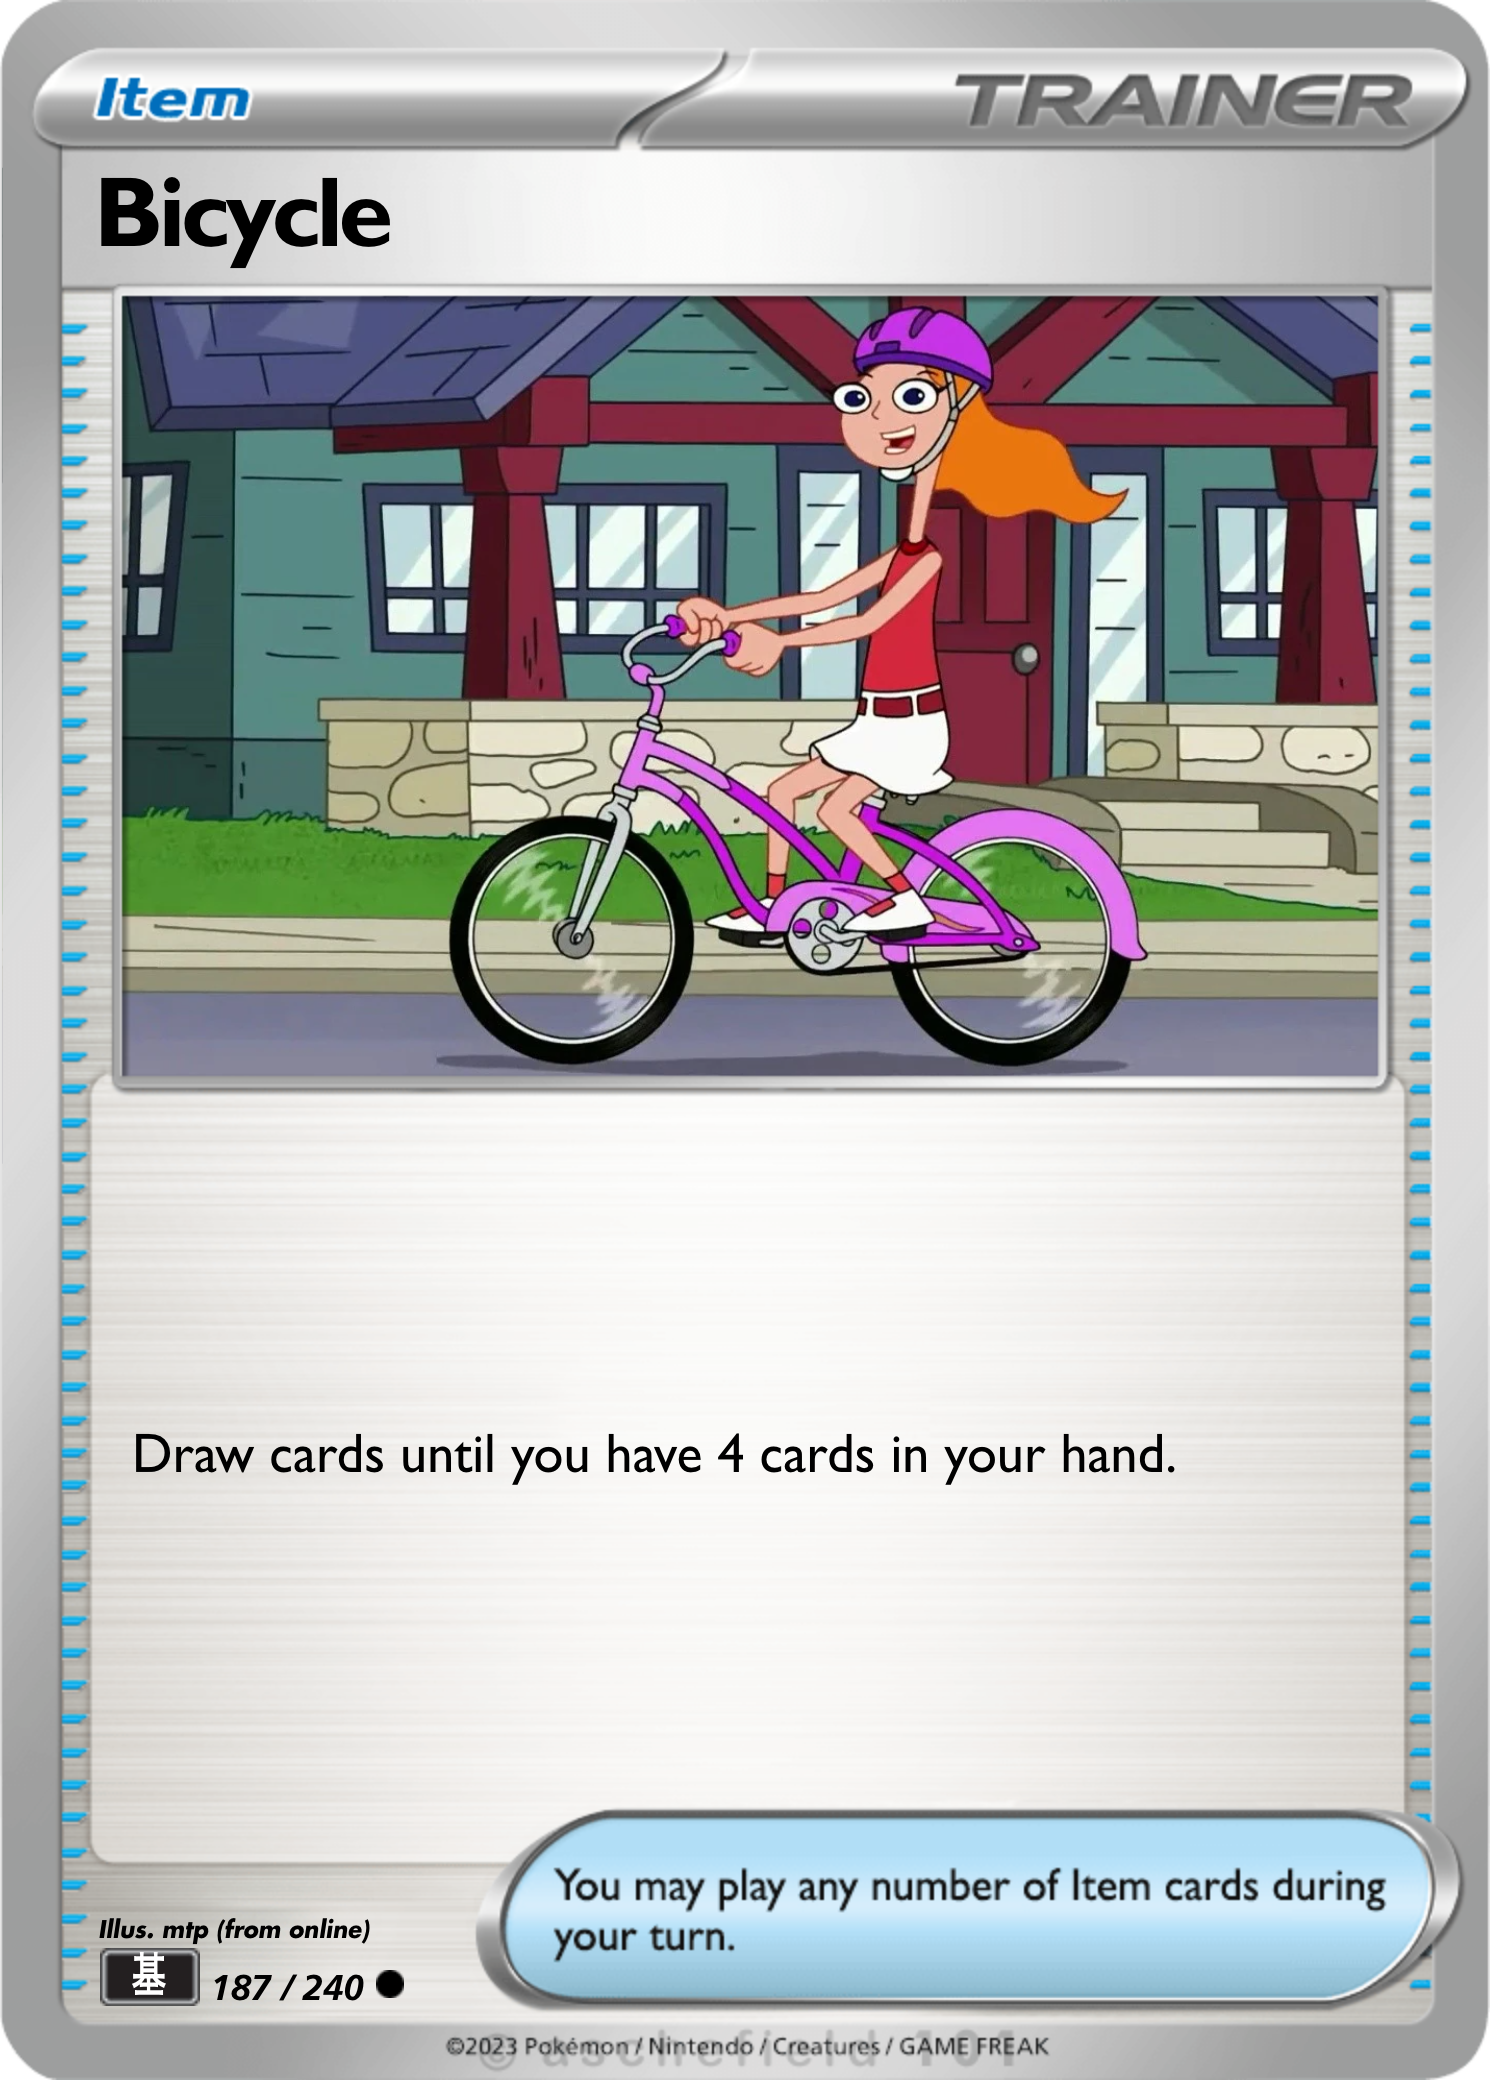 Item
TRAINER
Bicycle
Draw cards until you have 4 cards in your hand.
You may play any number of Item cards during
your turn.
Illus. mtp (from online)
基 187 / 240
©2023 Pokémon / Nintendo / Creatures / GAME FREAK
© aschefield 101